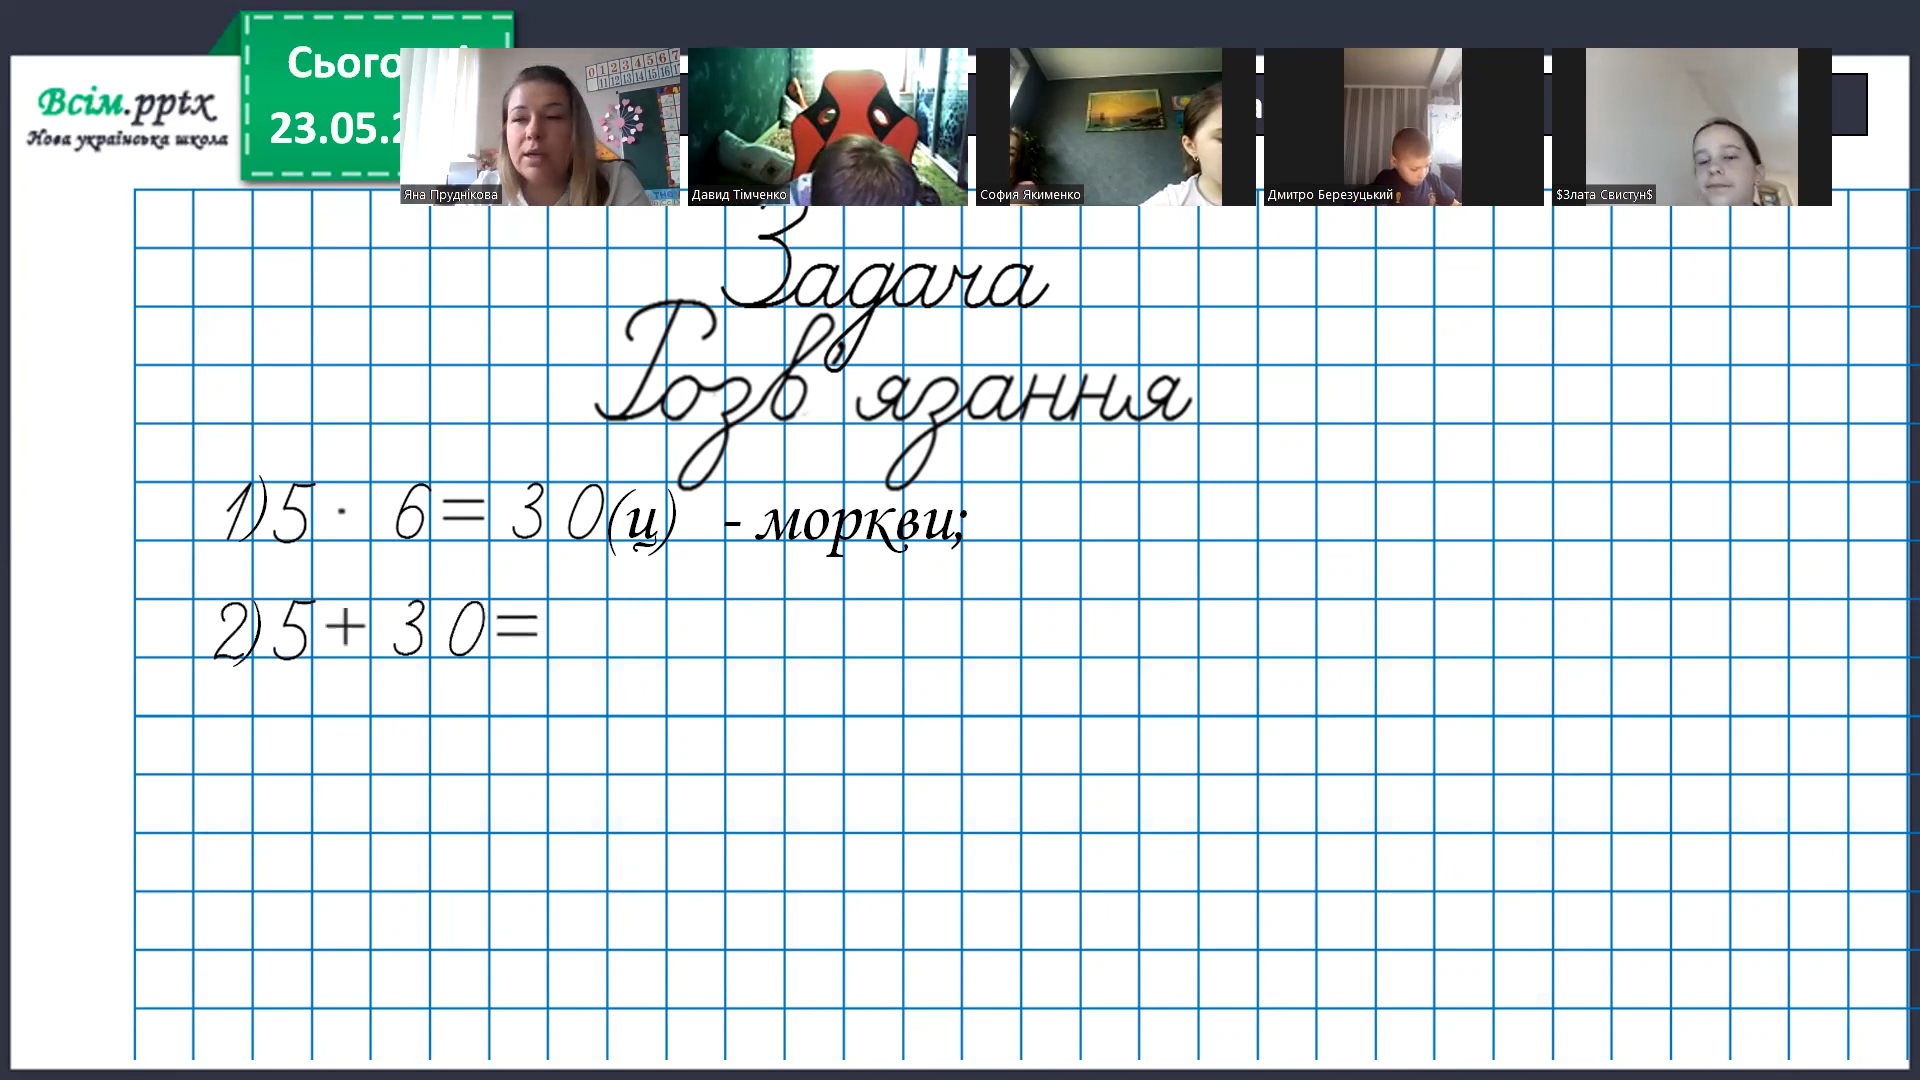 Всім.pptx
Нова українська школа
23.05.2
Яна Пруднікова
Давид Тімченко
София Якименко
Дмитро Березуцький
$Злата Свистун$
Задача
Розв'язання
1) 5 · 6 = 30 (ц) - моркви;
2) 5 + 30 =